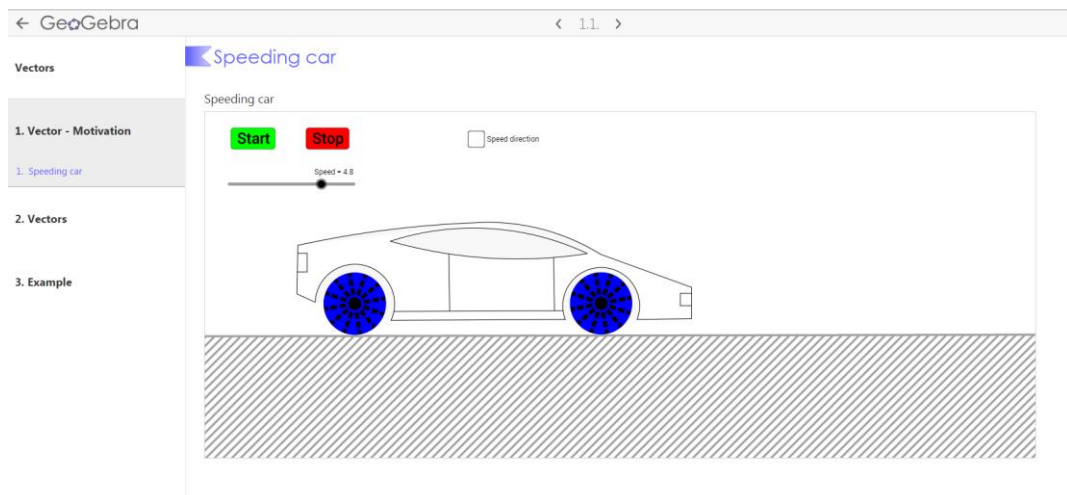 ← GeoGebra
< 1.1. >
Vectors
1. Vector - Motivation
1. Speeding car
2. Vectors
3. Example
Speeding car
Speeding car
Start Stop
Speed direction
Speed = 4.8